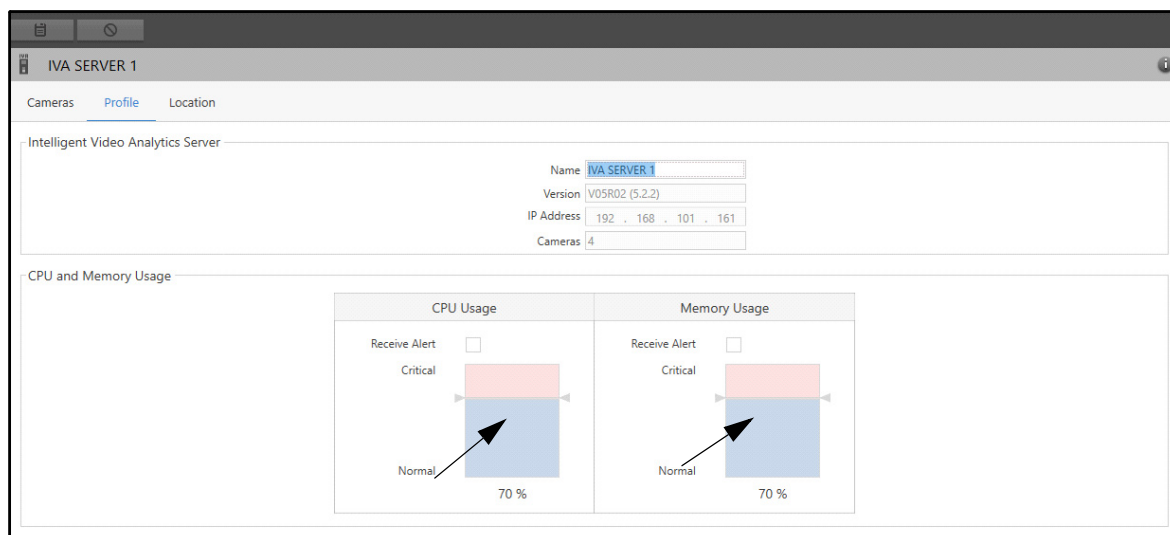 IVA SERVER 1
Cameras Profile Location
Intelligent Video Analytics Server
Name IVA SERVER 1
Version V05R02 (5.2.2)
IP Address 192 . 168 . 101 . 161
Cameras 4
CPU and Memory Usage
CPU Usage Memory Usage
Receive Alert Receive Alert
Critical Critical
Normal Normal
70 % 70 %